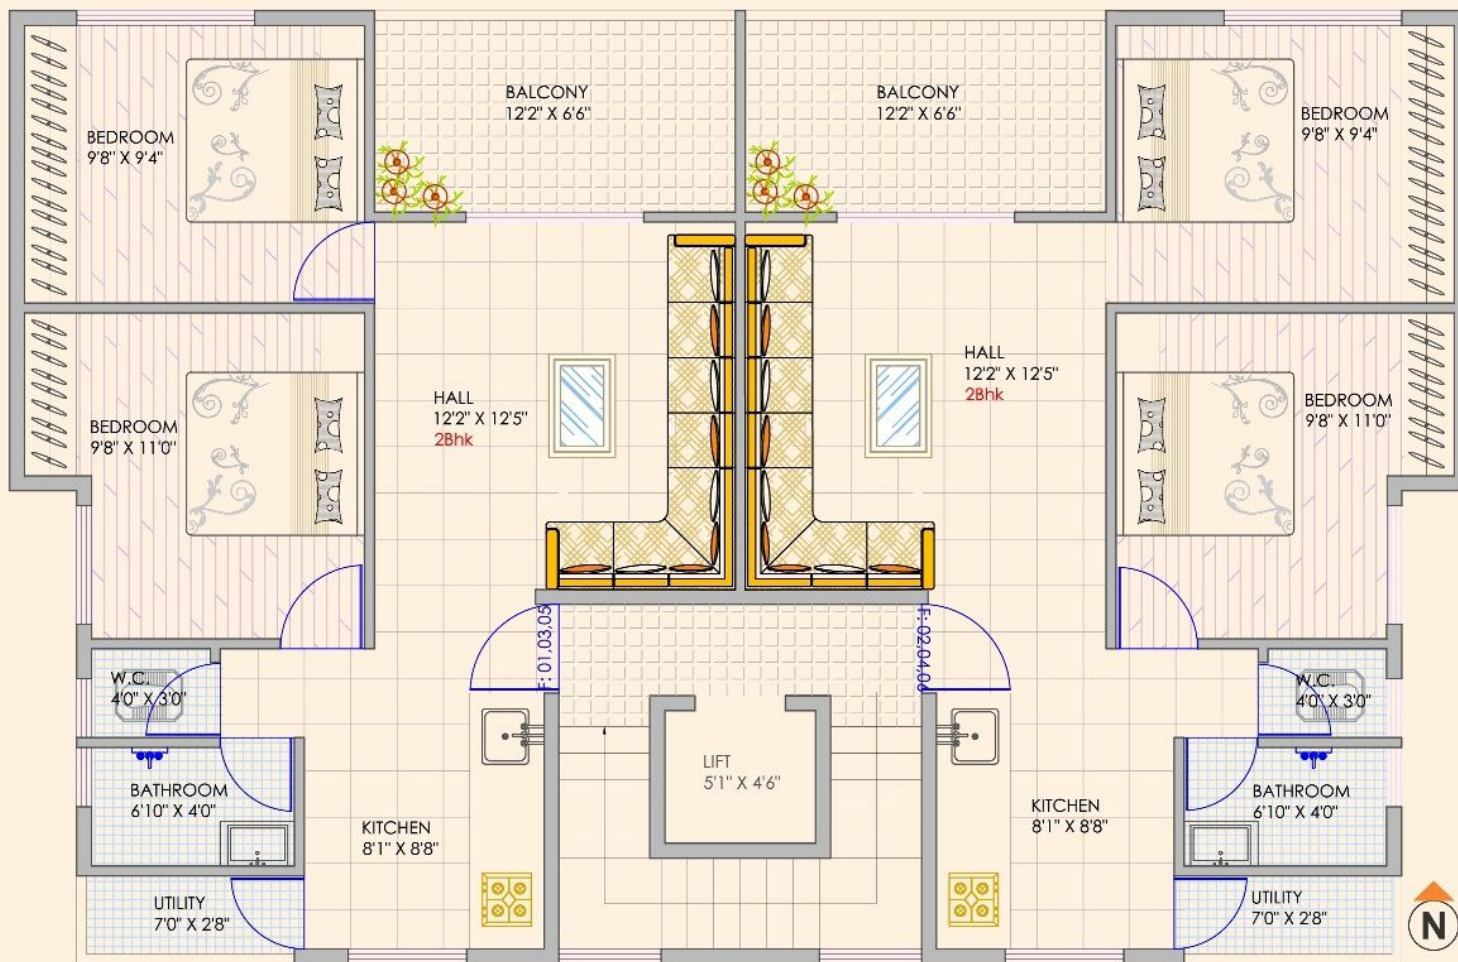 BALCONY
12'2" X 6'6"
BALCONY
12'2" X 6'6"
BEDROOM
9'8" X 9'4"
BEDROOM
9'8" X 9'4"
HALL
12'2" X 12'5"
2Bhk
HALL
12'2" X 12'5"
2Bhk
BEDROOM
9'8" X 11'0"
BEDROOM
9'8" X 11'0"
F: 01,03,05
F: 02,04,06
W.C.
4'0" X 3'0"
W.C.
4'0" X 3'0"
LIFT
5'1" X 4'6"
BATHROOM
6'10" X 4'0"
BATHROOM
6'10" X 4'0"
KITCHEN
8'1" X 8'8"
KITCHEN
8'1" X 8'8"
UTILITY
7'0" X 2'8"
UTILITY
7'0" X 2'8"
N